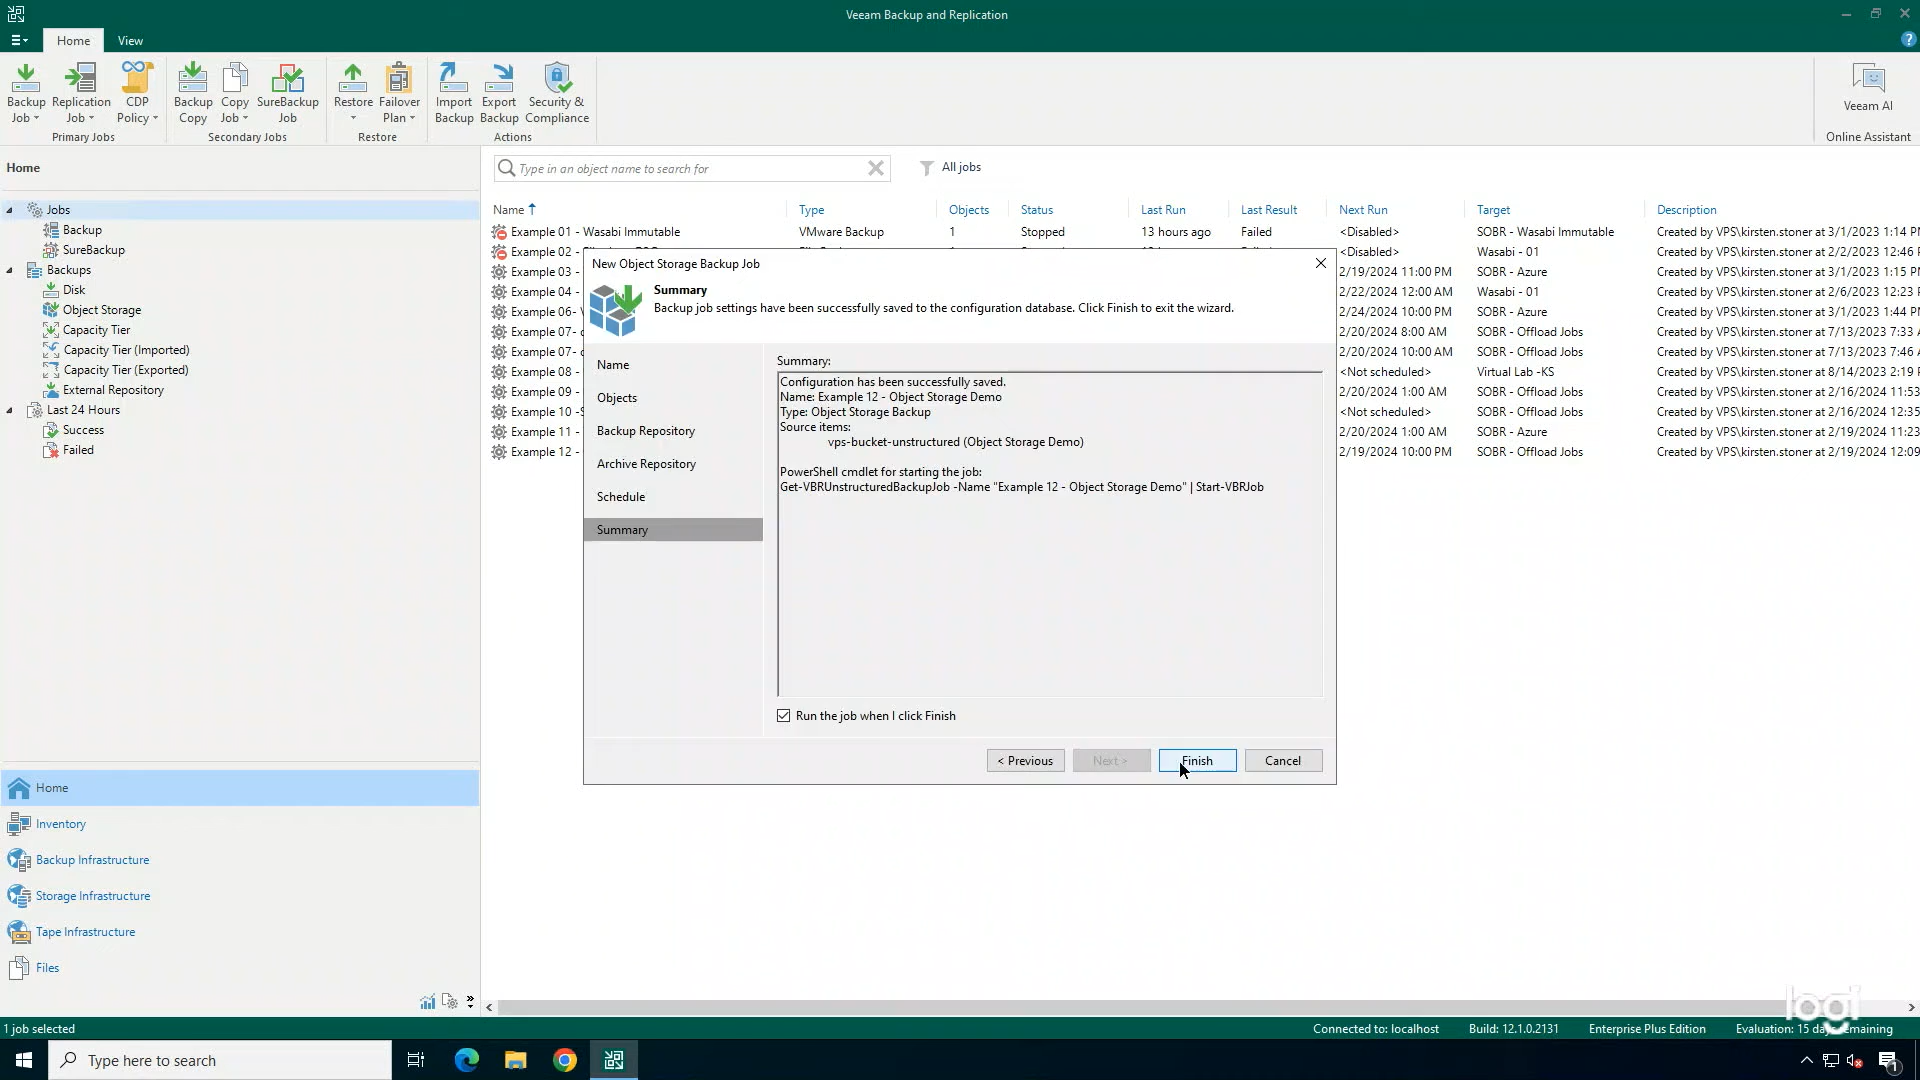 Veeam Backup and Replication
Home
View
Backup Job
Replication Job
CDP Policy
Primary Jobs
Backup Copy
Copy Job
SureBackup Job
Secondary Jobs
Restore
Failover Plan
Restore
Import Backup
Export Backup
Security & Compliance
Actions
Veeam AI
Online Assistant
Home
Jobs
Backup
SureBackup
Backups
Disk
Object Storage
Capacity Tier
Capacity Tier (Imported)
Capacity Tier (Exported)
External Repository
Last 24 Hours
Success
Failed
Home
Inventory
Backup Infrastructure
Storage Infrastructure
Tape Infrastructure
Files
Type in an object name to search for
All jobs
Name Type Objects Status Last Run Last Result Next Run Target Description
Example 01 - Wasabi Immutable VMware Backup 1 Stopped 13 hours ago Failed <Disabled> SOBR - Wasabi Immutable Created by VPS\kirsten.stoner at 3/1/2023 1:14 P
Example 02 - <Disabled> Wasabi - 01 Created by VPS\kirsten.stoner at 2/2/2023 12:46
Example 03 - 2/19/2024 11:00 PM SOBR - Azure Created by VPS\kirsten.stoner at 3/1/2023 1:15 P
Example 04 - 2/22/2024 12:00 AM Wasabi - 01 Created by VPS\kirsten.stoner at 2/6/2023 12:23
Example 06- 2/24/2024 10:00 PM SOBR - Azure Created by VPS\kirsten.stoner at 3/1/2023 1:44 P
Example 07- 2/20/2024 8:00 AM SOBR - Offload Jobs Created by VPS\kirsten.stoner at 7/13/2023 7:33
Example 07- 2/20/2024 10:00 AM SOBR - Offload Jobs Created by VPS\kirsten.stoner at 7/13/2023 7:46
Example 08 - <Not scheduled> Virtual Lab -KS Created by VPS\kirsten.stoner at 8/14/2023 2:19
Example 09 - 2/20/2024 1:00 AM SOBR - Offload Jobs Created by VPS\kirsten.stoner at 2/16/2024 11:53
Example 10 -S <Not scheduled> SOBR - Offload Jobs Created by VPS\kirsten.stoner at 2/16/2024 12:35
Example 11 - 2/20/2024 1:00 AM SOBR - Azure Created by VPS\kirsten.stoner at 2/19/2024 11:23
Example 12 - 2/19/2024 10:00 PM SOBR - Offload Jobs Created by VPS\kirsten.stoner at 2/19/2024 12:09
New Object Storage Backup Job
Summary
Backup job settings have been successfully saved to the configuration database. Click Finish to exit the wizard.
Name
Objects
Backup Repository
Archive Repository
Schedule
Summary
Summary:
Configuration has been successfully saved.
Name: Example 12 - Object Storage Demo
Type: Object Storage Backup
Source items:
vps-bucket-unstructured (Object Storage Demo)
PowerShell cmdlet for starting the job:
Get-VBRUnstructuredBackupJob -Name "Example 12 - Object Storage Demo" | Start-VBRJob
Run the job when I click Finish
< Previous
Next >
Finish
Cancel
logi
1 job selected
Connected to: localhost Build: 12.1.0.2131 Enterprise Plus Edition Evaluation: 15 days remaining
Type here to search
1